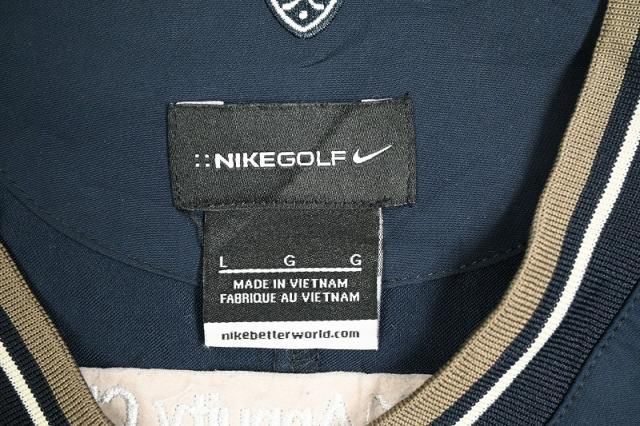 ::NIKEGOLF
L G G
MADE IN VIETNAM
FABRIQUE AU VIETNAM
nikebetterworld.com